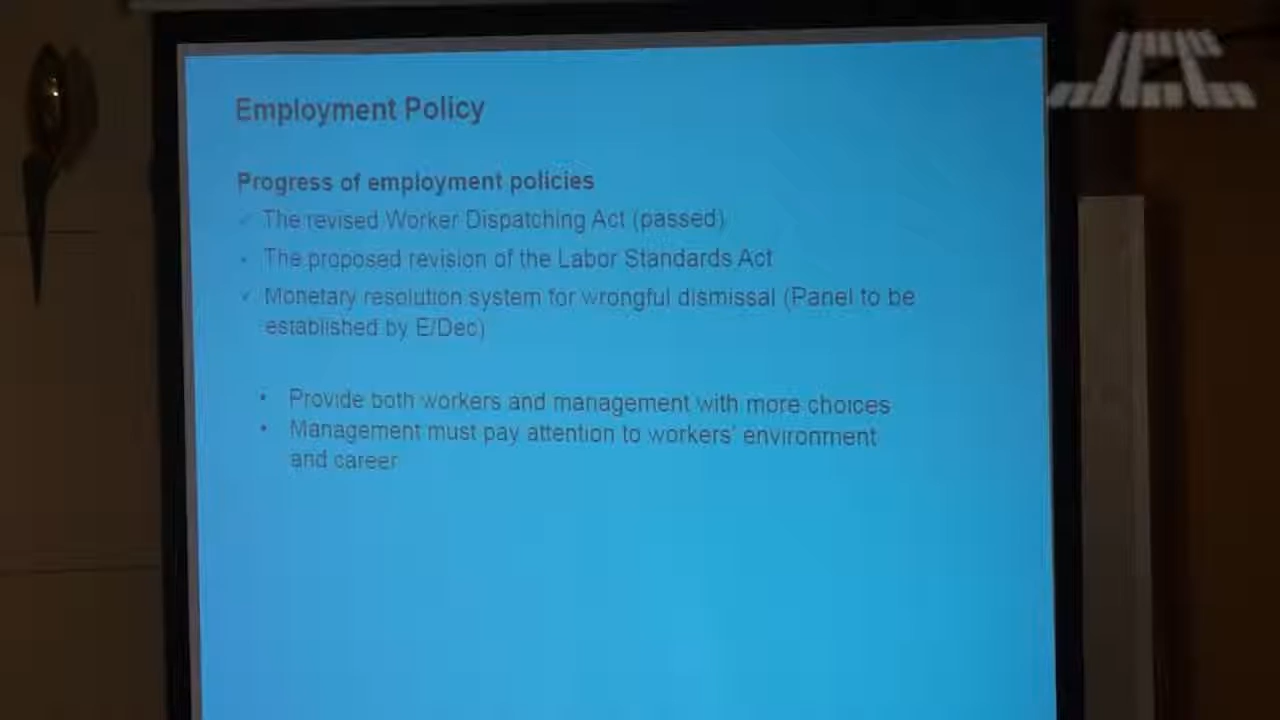 Employment Policy
Progress of employment policies
✓ The revised Worker Dispatching Act (passed)
• The proposed revision of the Labor Standards Act
✓ Monetary resolution system for wrongful dismissal (Panel to be
established by E/Dec)
• Provide both workers and management with more choices
• Management must pay attention to workers' environment
and career